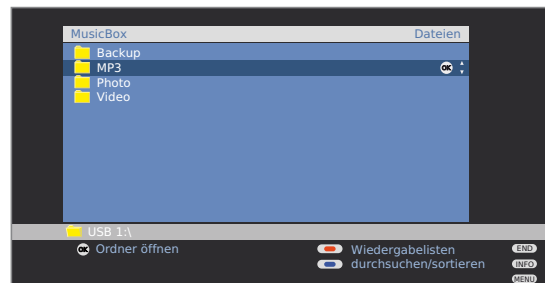 MusicBox Dateien
Backup
MP3 OK
Photo
Video
USB 1:\
OK Ordner öffnen Wiedergabelisten END
durchsuchen/sortieren INFO
MENU